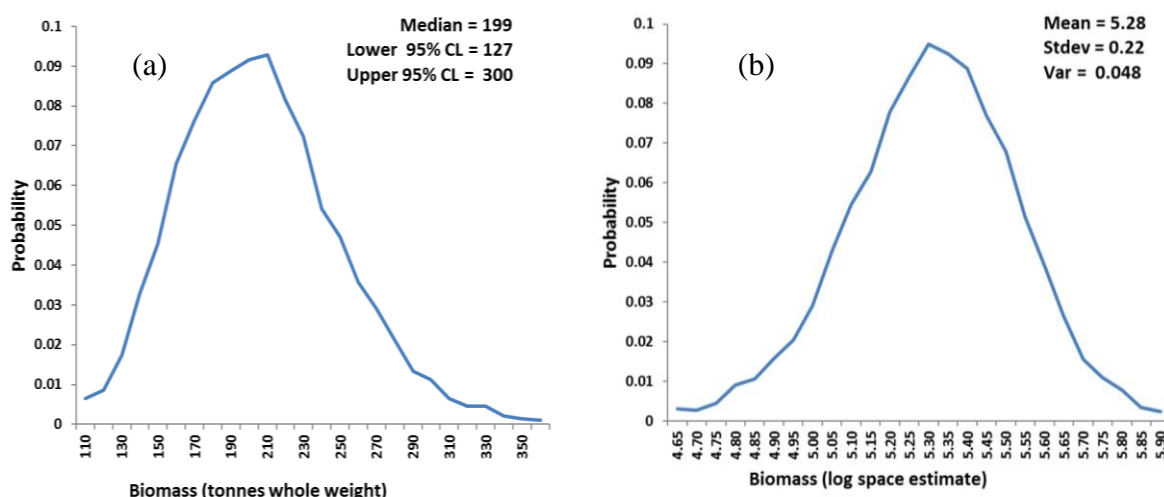 Median = 199
Lower 95% CL = 127
Upper 95% CL = 300
(a)
Probability
0.1
0.09
0.08
0.07
0.06
0.05
0.04
0.03
0.02
0.01
0
110 130 150 170 190 210 230 250 270 290 310 330 350
Biomass (tonnes whole weight)
Mean = 5.28
Stdev = 0.22
Var = 0.048
(b)
Probability
0.1
0.09
0.08
0.07
0.06
0.05
0.04
0.03
0.02
0.01
0
4.65 4.70 4.75 4.80 4.85 4.90 4.95 5.00 5.05 5.10 5.15 5.20 5.25 5.30 5.35 5.40 5.45 5.50 5.55 5.60 5.65 5.70 5.75 5.80 5.85 5.90
Biomass (log space estimate)